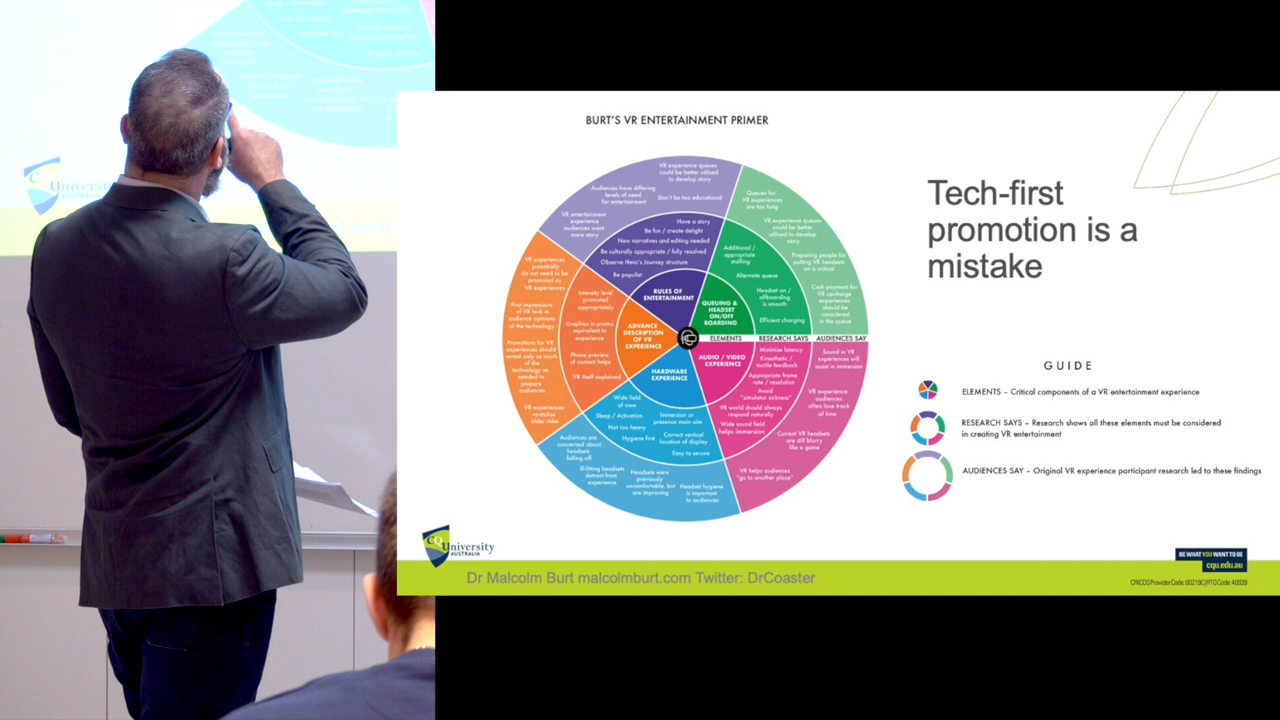 BURT'S VR ENTERTAINMENT PRIMER
Tech-first
promotion is a
mistake
VR experience queues
could be better utilized
to develop story
Audiences have differing
levels of need
for entertainment
Don't be too educational
VR entertainment
experience
audiences want
more story
Have a story
Be fun / create delight
New narratives and editing needed
Be culturally appropriate / fully resolved
Observe Hero's Journey structure
Be populist
RULES OF
ENTERTAINMENT
Queues for
VR experiences
are too long
VR experience queues
could be better
utilised to develop
story
Preparing people for
putting VR headsets
on is critical
Cash payment for
VR upcharge
experiences
should be
considered
in the queue
Additional /
appropriate
staffing
Alternate queue
Headset on /
offboarding
is smooth
Efficient charging
QUEUING &
HEADSET
ON/OFF
BOARDING
ELEMENTS
RESEARCH SAYS
AUDIENCES SAY
VR experiences
potentially
do not need to be
promoted as
VR experiences
First impressions
of VR lack in
audience opinions
of the technology
Promotions for VR
experiences should
reveal only as much
of the
technology as
needed to
prepare
audiences
VR experiences
revitalise
older rides
Intensity level
promoted
appropriately
Graphics in promo
equivalent to
experience
Phone preview
of content helps
VR itself explained
ADVANCE
DESCRIPTION
OF VR
EXPERIENCE
HARDWARE
EXPERIENCE
Wide field
of view
Sleep / Activation
Immersion or
presence main aim
Not too heavy
Hygiene first
Correct vertical
location of display
Easy to secure
Audiences are
concerned about
headsets
falling off
Ill-fitting headsets
detract from
experience
Headsets were
previously
uncomfortable, but
are improving
Headset hygiene
is important
to audiences
AUDIO / VIDEO
EXPERIENCE
Minimise latency
Kinesthetic /
tactile feedback
Appropriate frame
rate / resolution
Avoid
"simulator sickness"
VR world should always
respond naturally
Wide sound field
helps immersion
Sound in VR
experiences will
assist in immersion
VR experience
audiences
often lose track
of time
Current VR headsets
are still blurry
like a game
VR helps audiences
"go to another place"
GUIDE
ELEMENTS – Critical components of a VR entertainment experience
RESEARCH SAYS – Research shows all these elements must be considered
in creating VR entertainment
AUDIENCES SAY – Original VR experience participant research led to these findings
CQUniversity
AUSTRALIA
Dr Malcolm Burt malcolmburt.com Twitter: DrCoaster
BE WHAT YOU WANT TO BE
cqu.edu.au
CRICOS Provider Code: 00219C | RTO Code: 40939